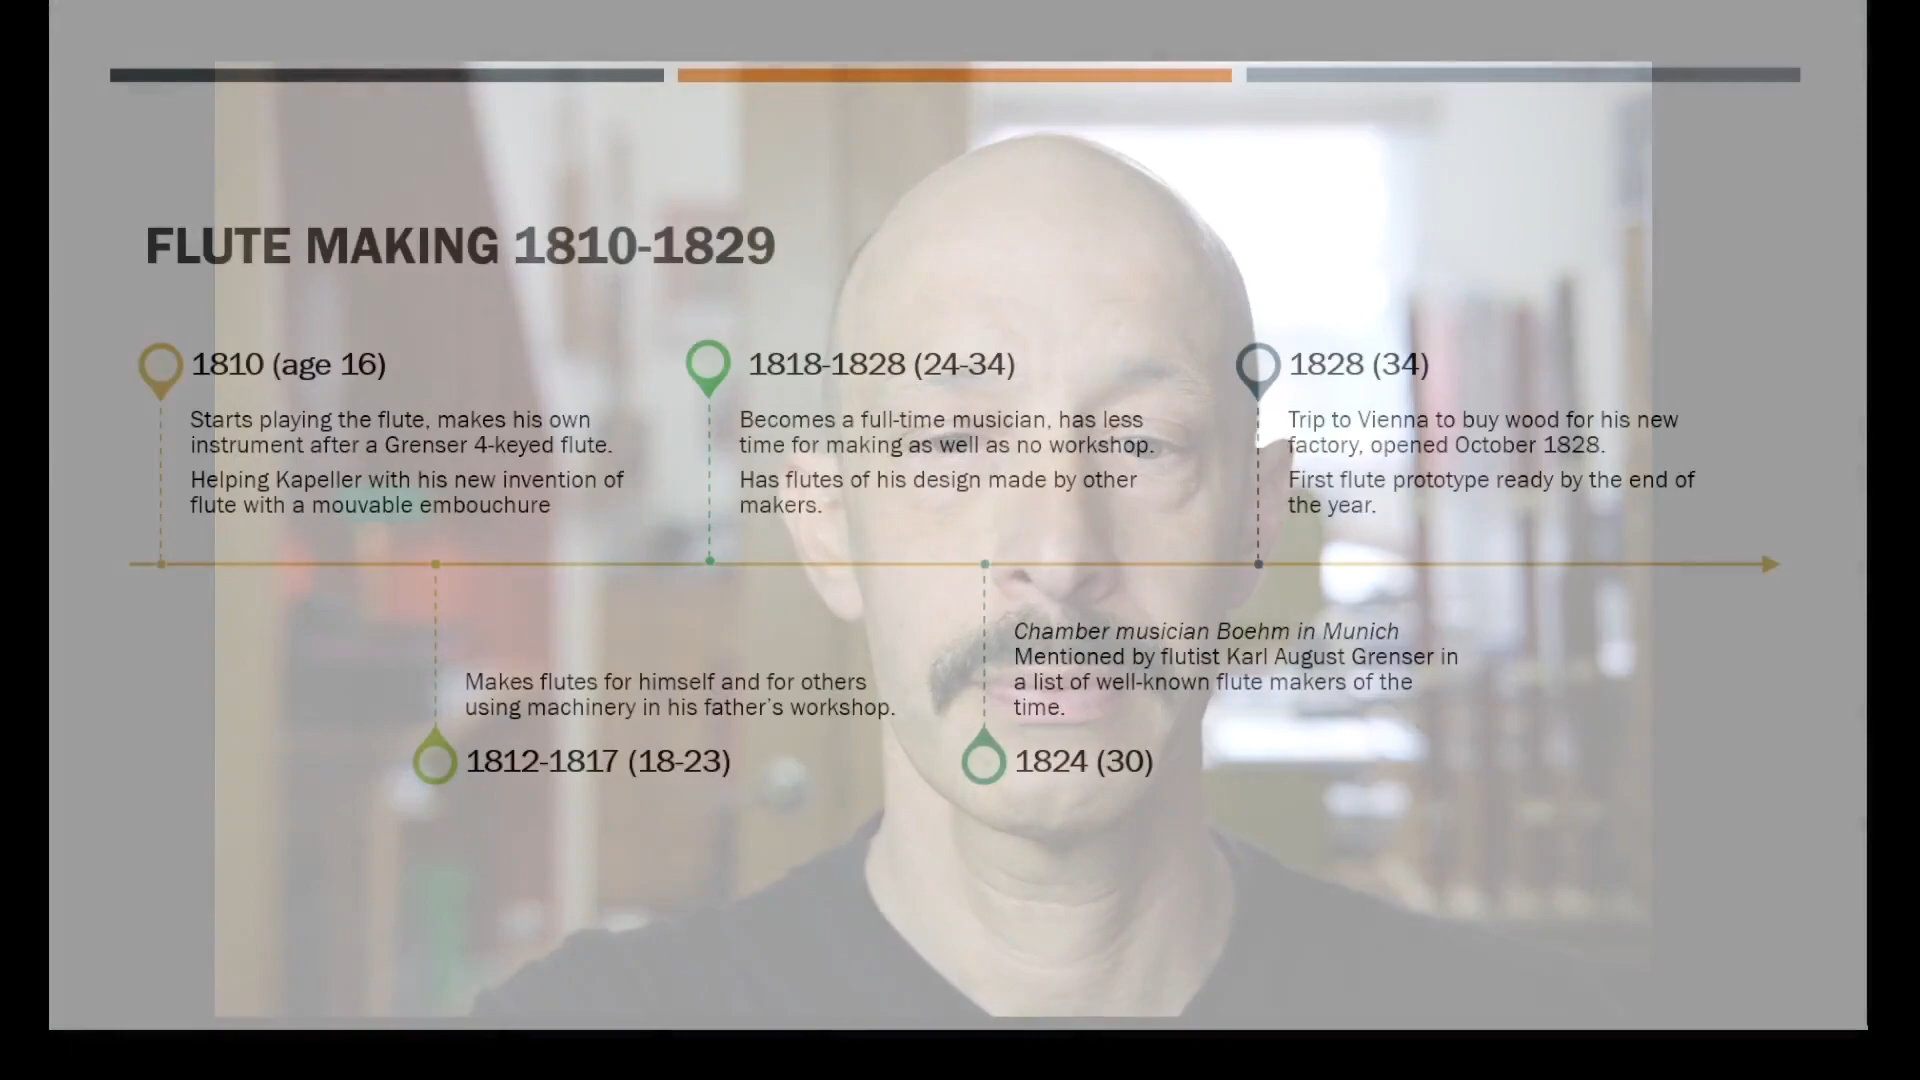 FLUTE MAKING 1810-1829
1810 (age 16)
Starts playing the flute, makes his own
instrument after a Grenser 4-keyed flute.
Helping Kapeller with his new invention of
flute with a mouvable embouchure
Makes flutes for himself and for others
using machinery in his father's workshop.
1812-1817 (18-23)
1818-1828 (24-34)
Becomes a full-time musician, has less
time for making as well as no workshop.
Has flutes of his design made by other
makers.
Chamber musician Boehm in Munich
Mentioned by flutist Karl August Grenser in
a list of well-known flute makers of the
time.
1824 (30)
1828 (34)
Trip to Vienna to buy wood for his new
factory, opened October 1828.
First flute prototype ready by the end of
the year.